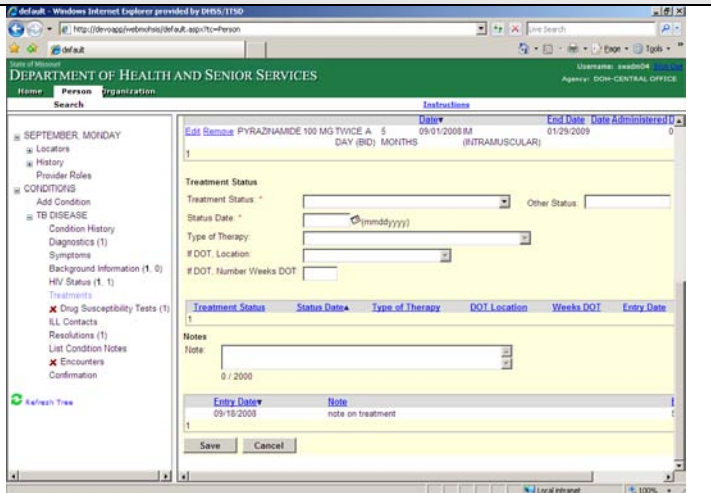 default - Windows Internet Explorer provided by DHSS/ITSD
http://devoapp/webmohsis/default.aspx?tc=Person
Live Search
default
Page Tools
State of Missouri
DEPARTMENT OF HEALTH AND SENIOR SERVICES
Username: swadm04 Sign Out
Agency: DOH-CENTRAL OFFICE
Home Person Organization
Search Instructions
SEPTEMBER, MONDAY
Locators
History
Provider Roles
CONDITIONS
Add Condition
TB DISEASE
Condition History
Diagnostics (1)
Symptoms
Background Information (1, 0)
HIV Status (1, 1)
Treatments
Drug Susceptibility Tests (1)
ILL Contacts
Resolutions (1)
List Condition Notes
Encounters
Confirmation
Refresh Tree
Date End Date Date Administered D
Edit Remove PYRAZINAMIDE 100 MG TWICE A 5 09/01/2008 IM 01/29/2009 0
DAY (BID) MONTHS (INTRAMUSCULAR)
1
Treatment Status
Treatment Status: * Other Status:
Status Date: * (mmddyyyy)
Type of Therapy:
If DOT, Location:
If DOT, Number Weeks DOT
Treatment Status Status Date Type of Therapy DOT Location Weeks DOT Entry Date
1
Notes
Note:
0 / 2000
Entry Date Note
09/18/2008 note on treatment
1
Save Cancel
Local intranet 100%